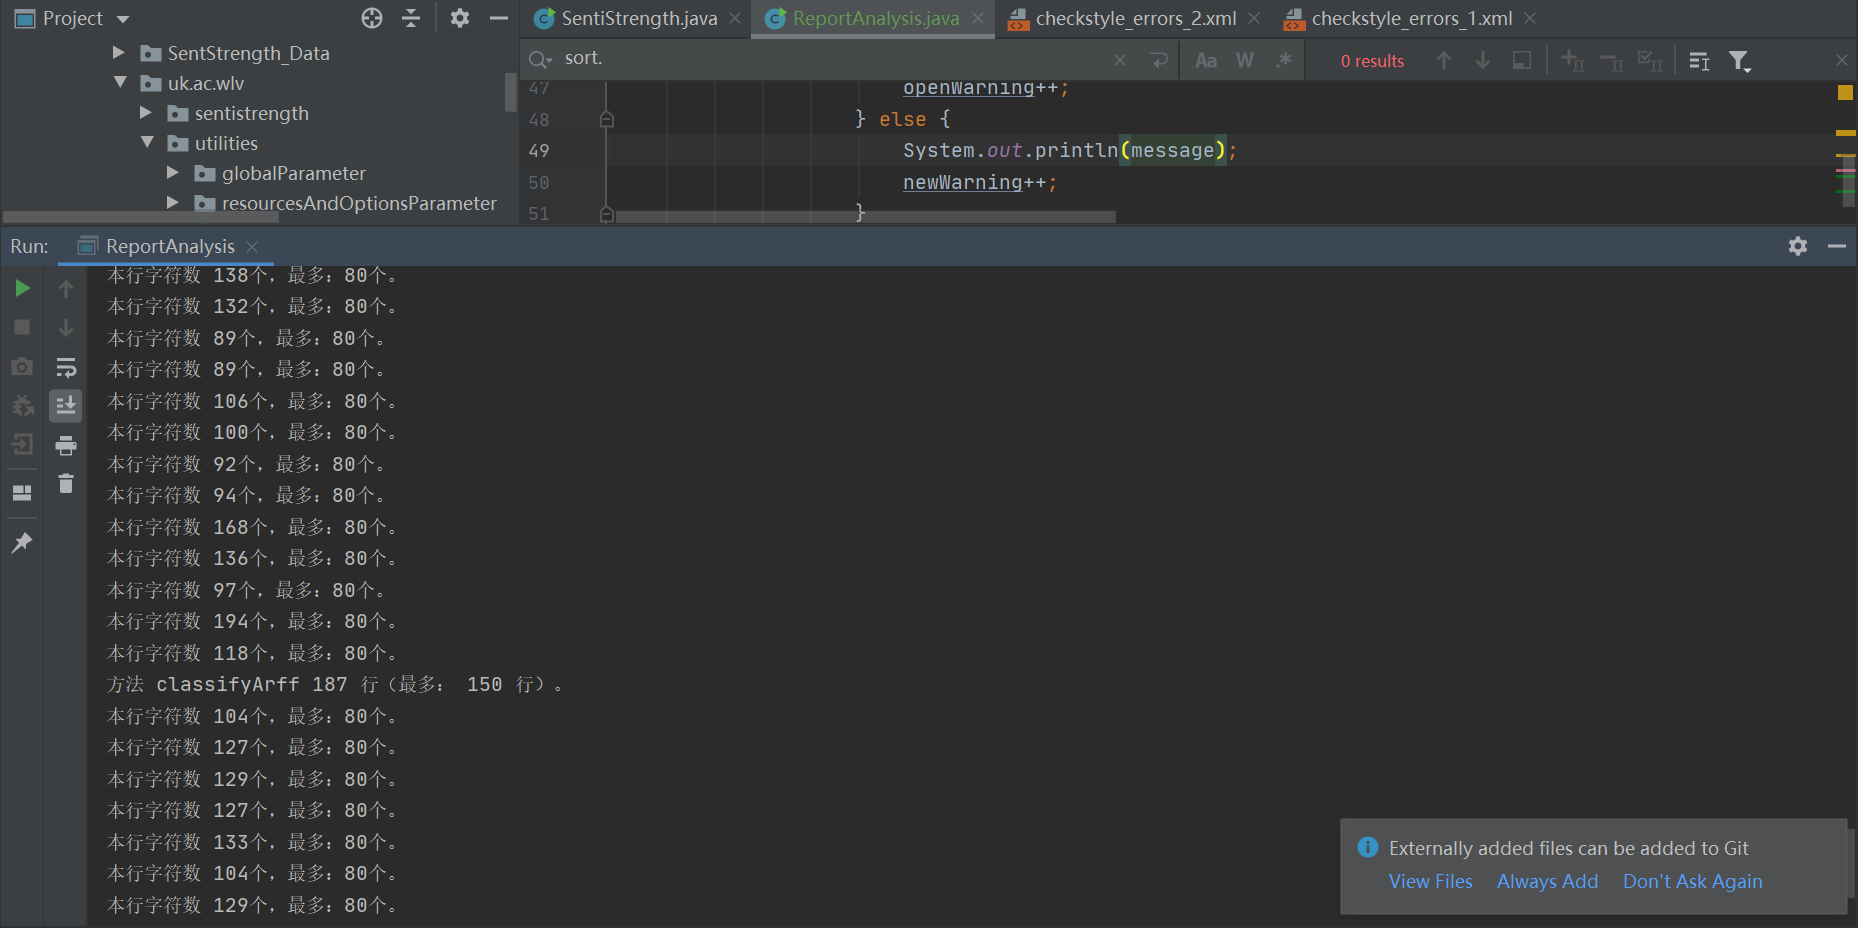 Project
SentiStrength.java
ReportAnalysis.java
checkstyle_errors_2.xml
checkstyle_errors_1.xml
SentStrength_Data
uk.ac.wlv
sentistrength
utilities
globalParameter
resourcesAndOptionsParameter
sort.
Aa W .*
0 results
47 openWarning++;
48 } else {
49 System.out.println(message);
50 newWarning++;
51 }
Run: ReportAnalysis
本行字符数 138个，最多：80个。
本行字符数 132个，最多：80个。
本行字符数 89个，最多：80个。
本行字符数 89个，最多：80个。
本行字符数 106个，最多：80个。
本行字符数 100个，最多：80个。
本行字符数 92个，最多：80个。
本行字符数 94个，最多：80个。
本行字符数 168个，最多：80个。
本行字符数 136个，最多：80个。
本行字符数 97个，最多：80个。
本行字符数 194个，最多：80个。
本行字符数 118个，最多：80个。
方法 classifyArff 187 行（最多： 150 行）。
本行字符数 104个，最多：80个。
本行字符数 127个，最多：80个。
本行字符数 129个，最多：80个。
本行字符数 127个，最多：80个。
本行字符数 133个，最多：80个。
本行字符数 104个，最多：80个。
本行字符数 129个，最多：80个。
Externally added files can be added to Git
View Files Always Add Don't Ask Again